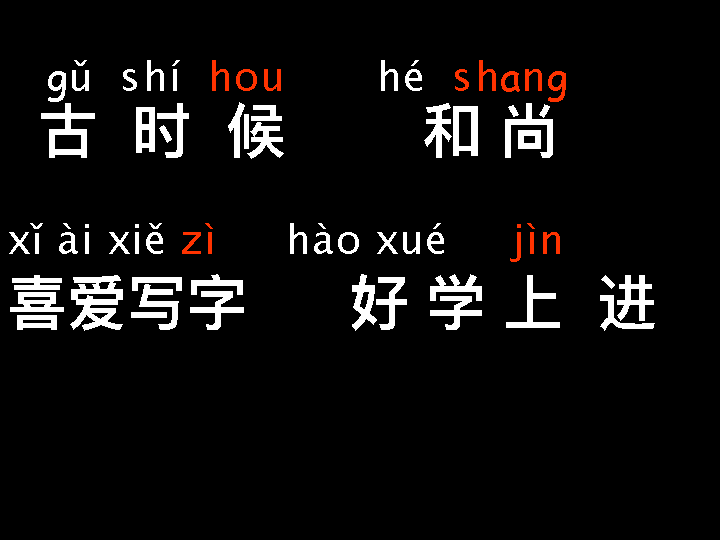 gǔ shí hou hé shang
古 时 候 和 尚
xǐ ài xiě zì hào xué jìn
喜爱写字 好 学 上 进